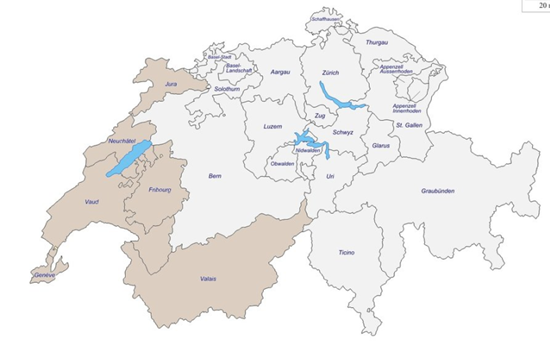 20
Schaffhausen
Thurgau
Basel-Stadt
Basel-
Landschaft
Aargau
Zürich
Appenzell
Ausserrhoden
Jura
Solothurn
Appenzell
Innerrhoden
Zug
St. Gallen
Luzern
Schwyz
Neuchâtel
Glarus
Nidwalden
Obwalden
Bern
Uri
Fribourg
Graubünden
Vaud
Ticino
Genève
Valais